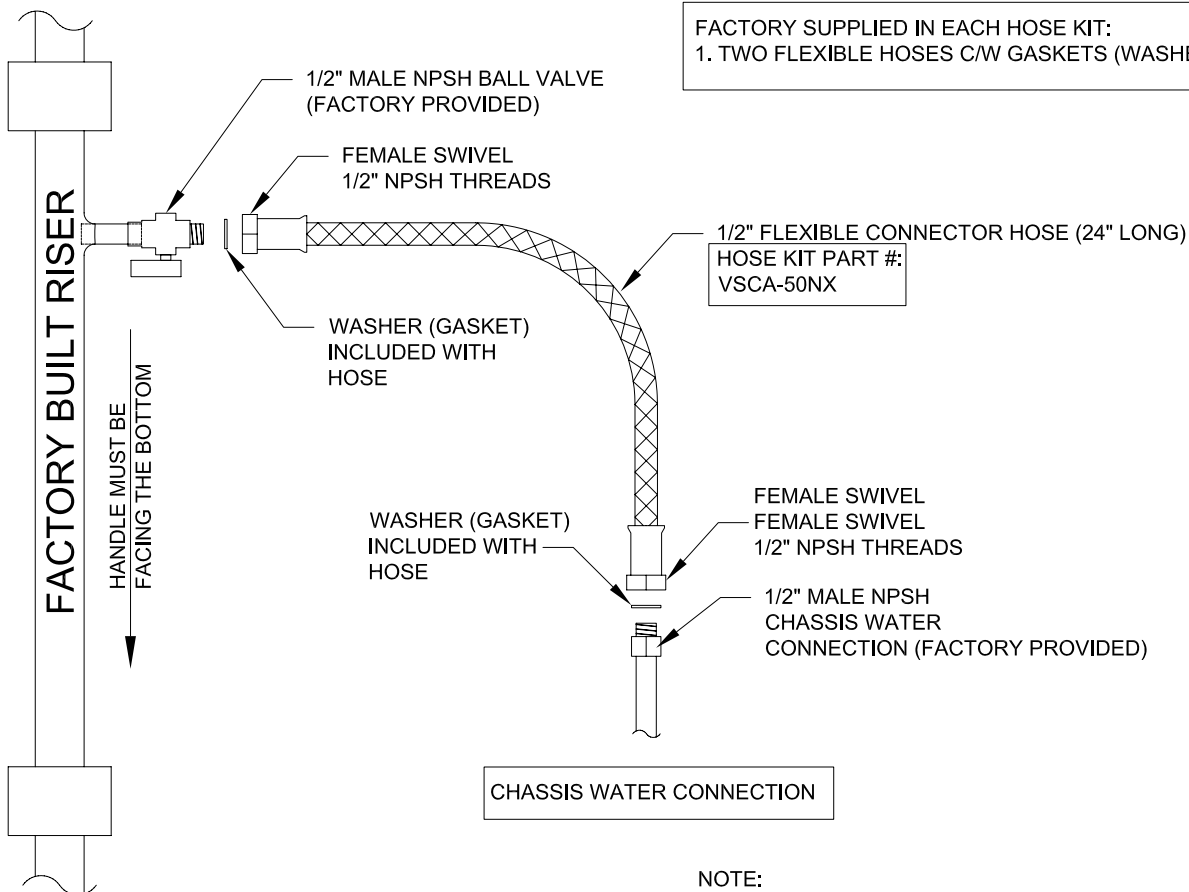 FACTORY SUPPLIED IN EACH HOSE KIT:
1. TWO FLEXIBLE HOSES C/W GASKETS (WASHE
1/2" MALE NPSH BALL VALVE
(FACTORY PROVIDED)
FEMALE SWIVEL
1/2" NPSH THREADS
1/2" FLEXIBLE CONNECTOR HOSE (24" LONG)
HOSE KIT PART #:
VSCA-50NX
WASHER (GASKET)
INCLUDED WITH
HOSE
FACTORY BUILT RISER
HANDLE MUST BE
FACING THE BOTTOM
WASHER (GASKET)
INCLUDED WITH
HOSE
FEMALE SWIVEL
FEMALE SWIVEL
1/2" NPSH THREADS
1/2" MALE NPSH
CHASSIS WATER
CONNECTION (FACTORY PROVIDED)
CHASSIS WATER CONNECTION
NOTE: